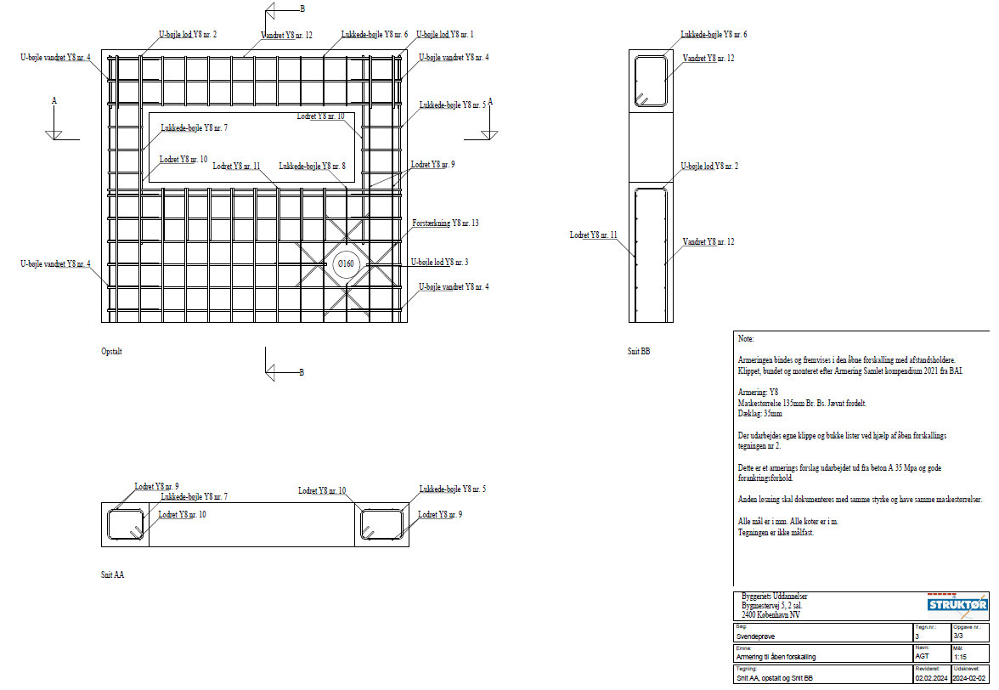 B
U-bøjle lod Y8 nr. 2
Vandret Y8 nr. 12
Lukkede-bøjle Y8 nr. 6
U-bøjle lod Y8 nr. 1
U-bøjle vandret Y8 nr. 4
U-bøjle vandret Y8 nr. 4
A
A
Lukkede-bøjle Y8 nr. 5
Lodret Y8 nr. 10
Lukkede-bøjle Y8 nr. 7
Lodret Y8 nr. 10
Lodret Y8 nr. 11
Lukkede-bøjle Y8 nr. 8
Lodret Y8 nr. 9
Forstærkning Y8 nr. 13
Ø160
U-bøjle lod Y8 nr. 3
U-bøjle vandret Y8 nr. 4
U-bøjle vandret Y8 nr. 4
Opstalt
B
Lukkede-bøjle Y8 nr. 6
Vandret Y8 nr. 12
U-bøjle lod Y8 nr. 2
Lodret Y8 nr. 11
Vandret Y8 nr. 12
Snit BB
Lodret Y8 nr. 9
Lukkede-bøjle Y8 nr. 7
Lodret Y8 nr. 10
Lodret Y8 nr. 10
Lukkede-bøjle Y8 nr. 5
Lodret Y8 nr. 9
Snit AA
Note:
Armeringen bindes og fremvises i den åbne forskalling med afstandsholdere.
Klippet, bundet og monteret efter Armering Samlet kompendium 2021 fra BAI.
Armering: Y8
Maskestørrelse 135mm Br. Bs. Jævnt fordelt.
Dæklag: 35mm
Der udarbejdes egne klippe og bukke lister ved hjælp af åben forskallings
tegningen nr 2.
Dette er et armerings forslag udarbejdet ud fra beton A 35 Mpa og gode
forankringsforhold.
Anden løsning skal dokumenteres med samme styrke og have samme maskestørrelser.
Alle mål er i mm. Alle koter er i m.
Tegningen er ikke målfast.
Byggeriets Uddannelser
Bygmestervej 5, 2 sal.
2400 København NV
STRUKTØR
Søg:
Svendeprøve
Tegn.nr.:
3
Opgave nr.:
3/3
Emne:
Armering til åben forskalling
Navn:
AGT
Mål:
1:15
Tegning:
Snit AA, opstalt og Snit BB
Revideret:
02.02.2024
Udskrevet:
2024-02-02